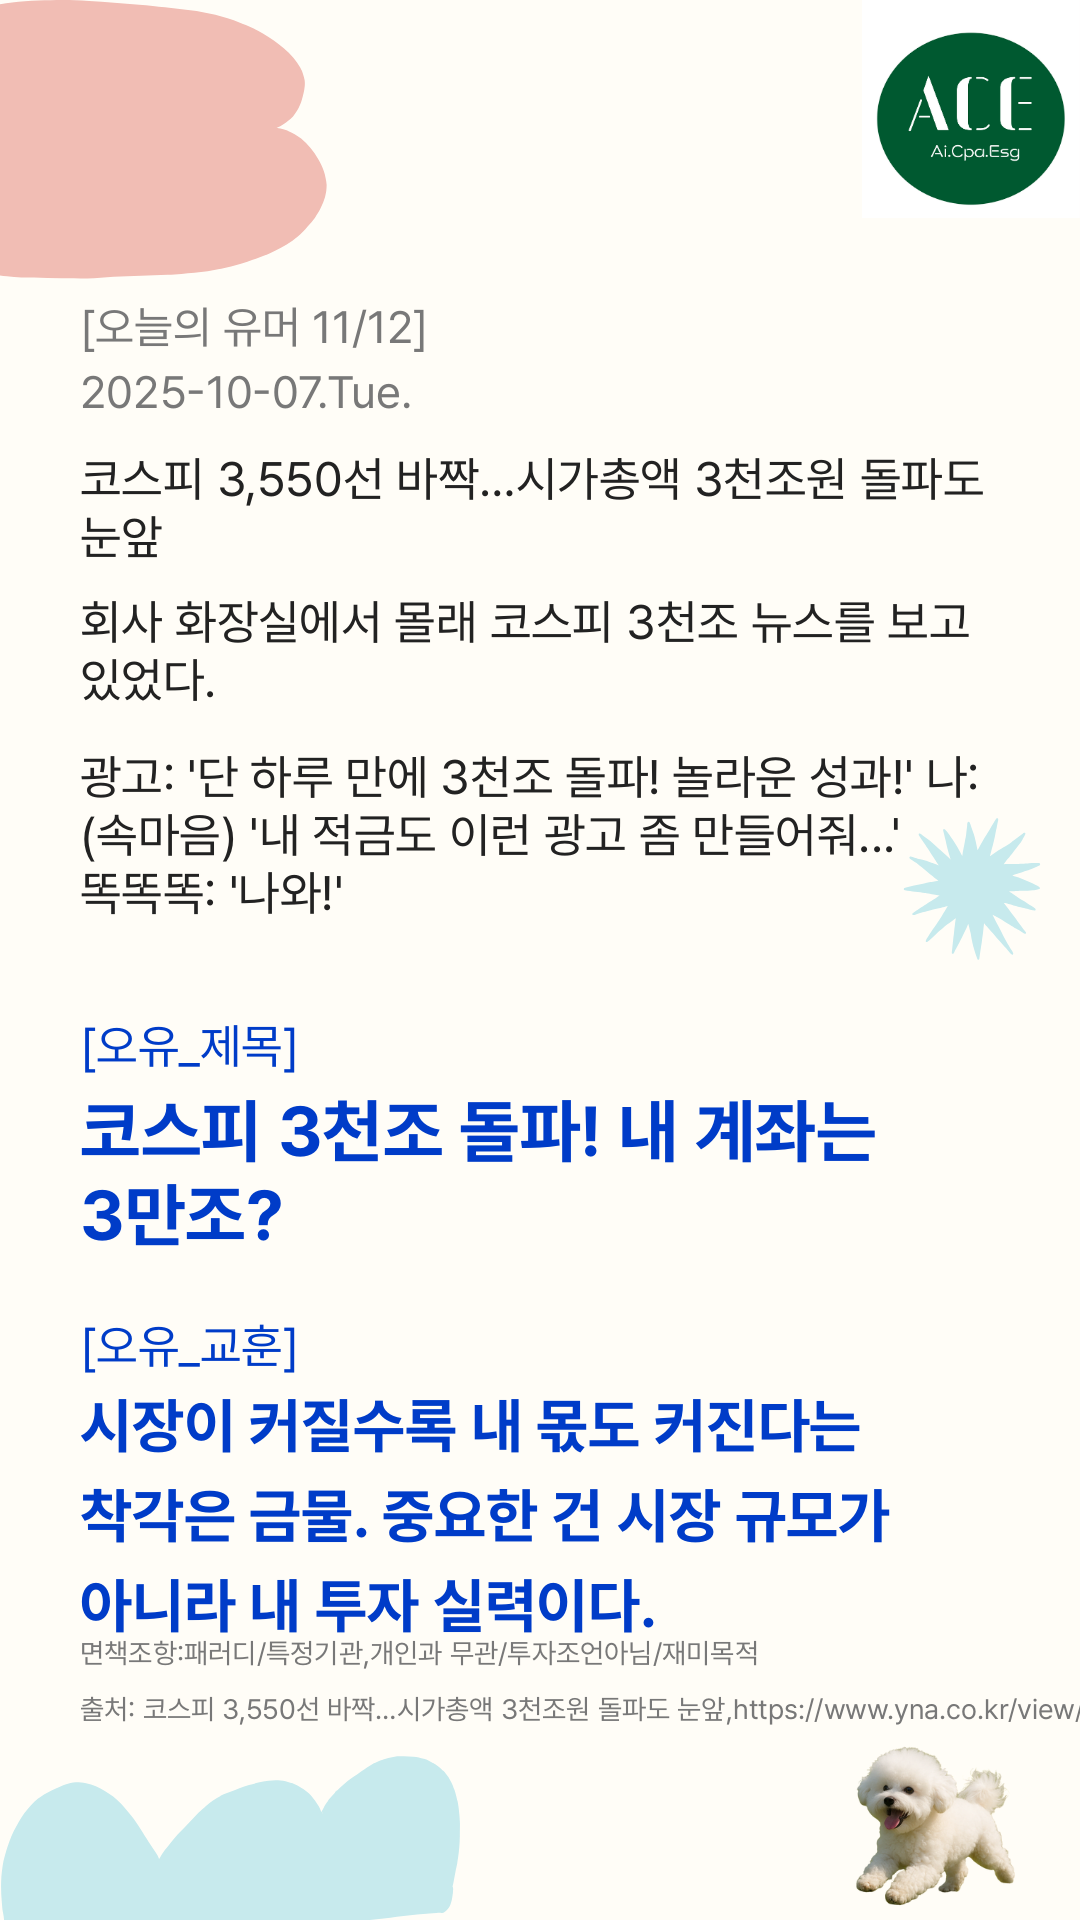 ACE
Ai.Cpa.Esg
[오늘의 유머 11/12]
2025-10-07.Tue.
코스피 3,550선 바짝...시가총액 3천조원 돌파도
눈앞
회사 화장실에서 몰래 코스피 3천조 뉴스를 보고
있었다.
광고: '단 하루 만에 3천조 돌파! 놀라운 성과!' 나:
(속마음) '내 적금도 이런 광고 좀 만들어줘...'
똑똑똑: '나와!'
[오유_제목]
코스피 3천조 돌파! 내 계좌는
3만조?
[오유_교훈]
시장이 커질수록 내 몫도 커진다는
착각은 금물. 중요한 건 시장 규모가
아니라 내 투자 실력이다.
면책조항:패러디/특정기관,개인과 무관/투자조언아님/재미목적
출처: 코스피 3,550선 바짝...시가총액 3천조원 돌파도 눈앞,https://www.yna.co.kr/view/